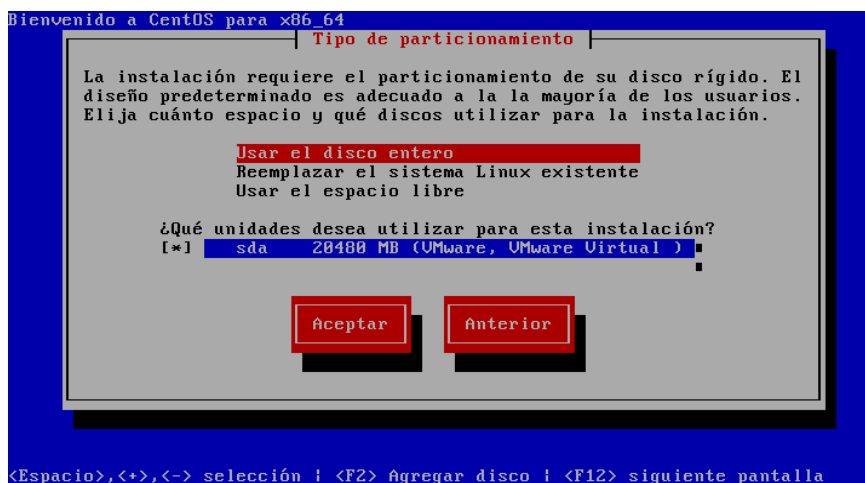 Bienvenido a CentOS para x86_64
Tipo de particionamiento
La instalación requiere el particionamiento de su disco rígido. El
diseño predeterminado es adecuado a la la mayoría de los usuarios.
Elija cuánto espacio y qué discos utilizar para la instalación.
Usar el disco entero
Reemplazar el sistema Linux existente
Usar el espacio libre
¿Qué unidades desea utilizar para esta instalación?
[*] sda 20480 MB (VMware, VMware Virtual )
Aceptar Anterior
<Espacio>,<+>,<-> selección | <F2> Agregar disco | <F12> siguiente pantalla